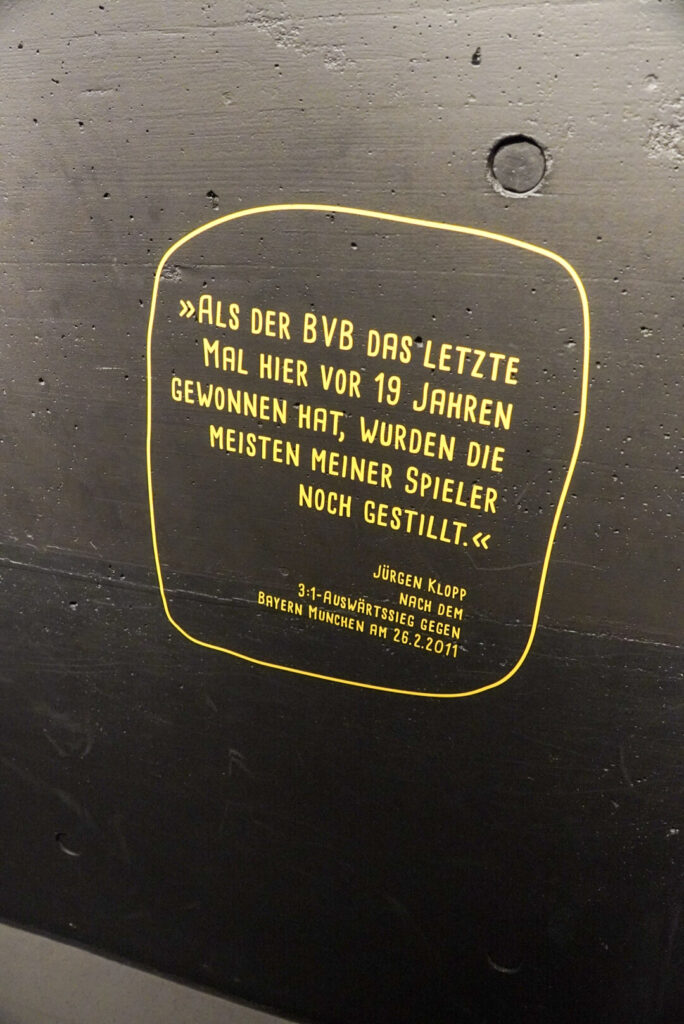 »Als der BVB das letzte
Mal hier vor 19 Jahren
gewonnen hat, wurden die
meisten meiner Spieler
noch gestillt.«
Jürgen Klopp
nach dem
3:1-Auswärtssieg gegen
Bayern München am 26.2.2011